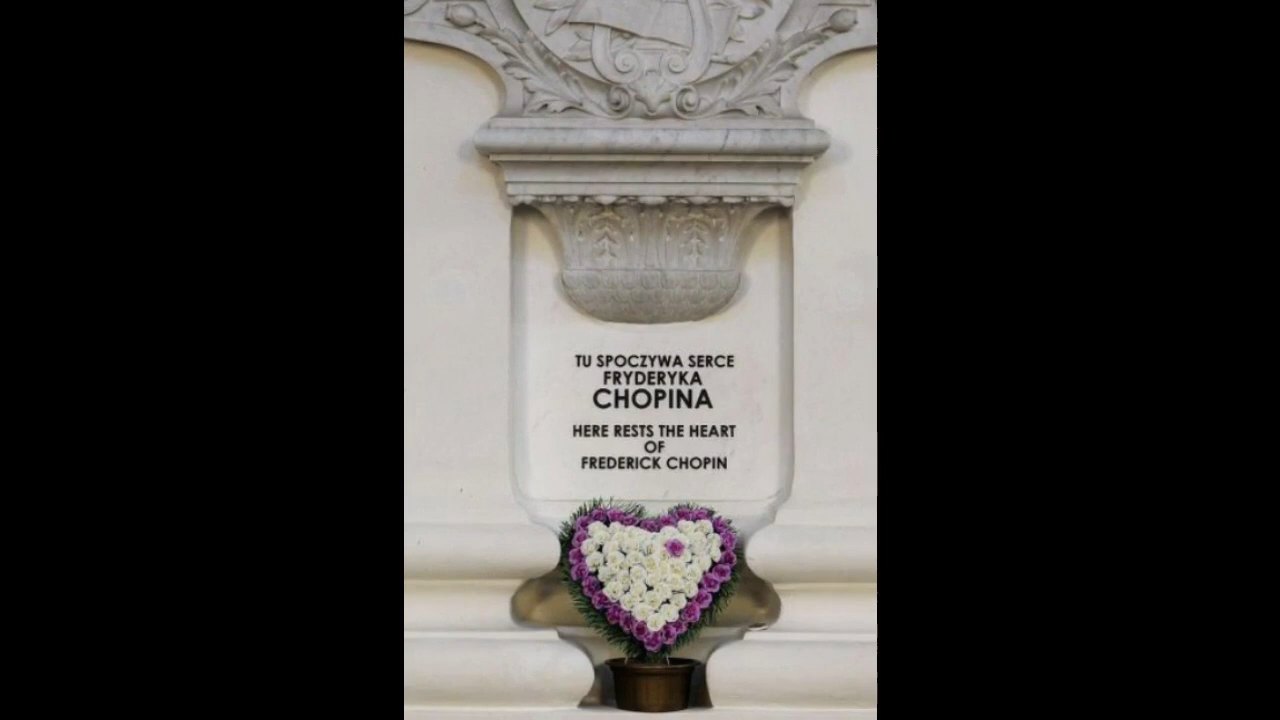 TU SPOCZYWA SERCE
FRYDERYKA
CHOPINA
HERE RESTS THE HEART
OF
FREDERICK CHOPIN